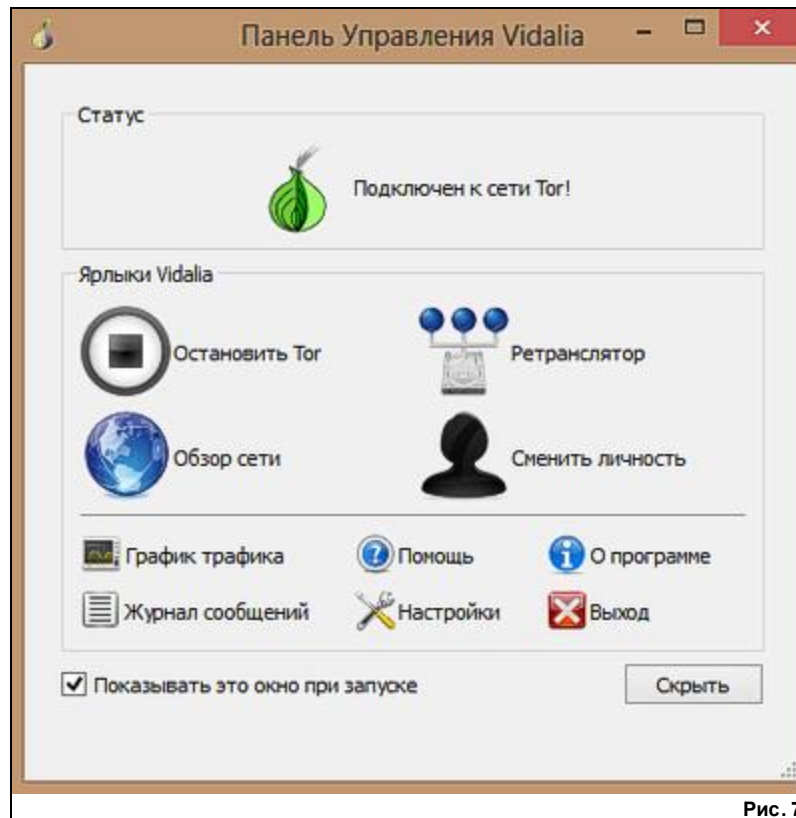 Панель Управления Vidalia
Статус
Подключен к сети Tor!
Ярлыки Vidalia
Остановить Tor
Ретранслятор
Обзор сети
Сменить личность
График трафика
Помощь
О программе
Журнал сообщений
Настройки
Выход
Показывать это окно при запуске
Скрыть
Рис. 7